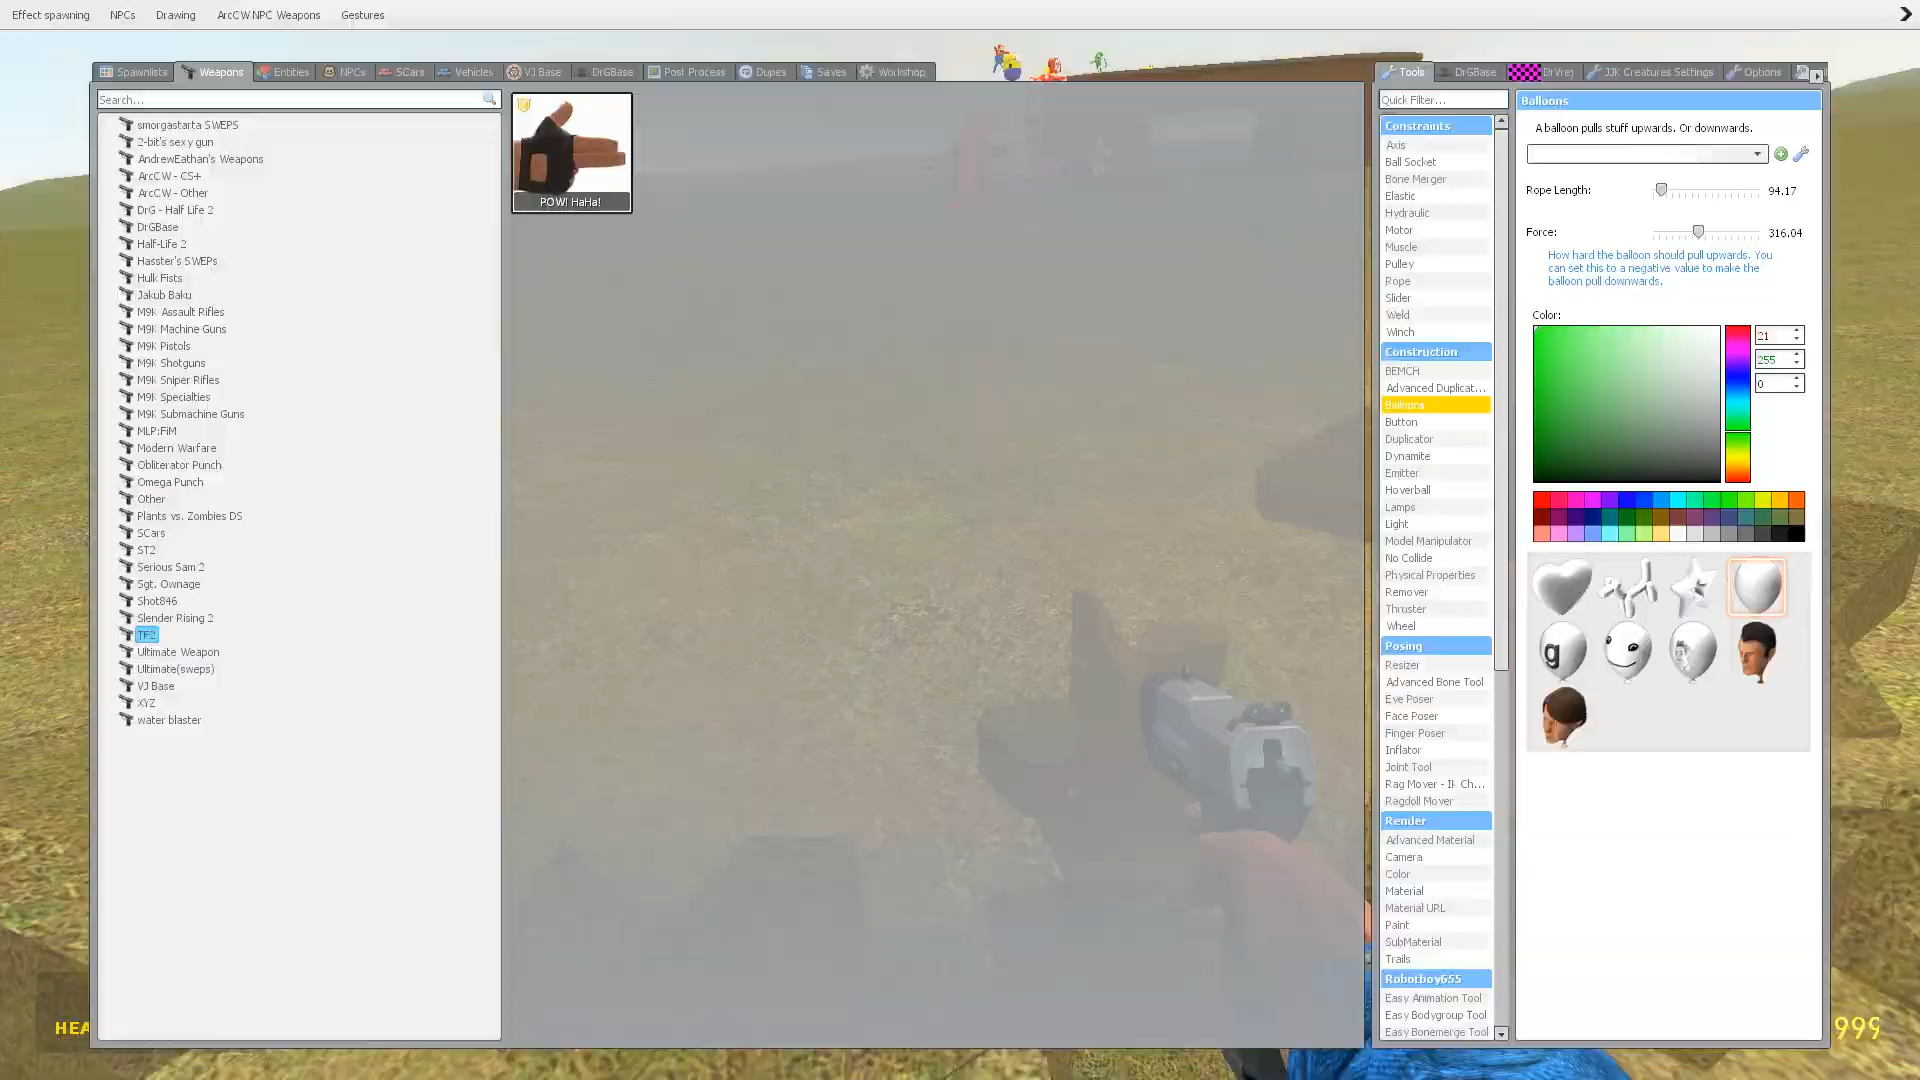 Effect spawning NPCs Drawing ArcCW NPC Weapons Gestures
Spawnlists Weapons Entities NPCs SCars Vehicles VJ Base DrGBase Post Process Dupes Saves Workshop
Search...
smorgastarta SWEPS
2-bit's sexy gun
AndrewEathan's Weapons
ArcCW - CS+
ArcCW - Other
DrG - Half Life 2
DrGBase
Half-Life 2
Hasster's SWEPs
Hulk Fists
Jakub Baku
M9K Assault Rifles
M9K Machine Guns
M9K Pistols
M9K Shotguns
M9K Sniper Rifles
M9K Specialties
M9K Submachine Guns
MLP:FiM
Modern Warfare
Obliterator Punch
Omega Punch
Other
Plants vs. Zombies DS
SCars
ST2
Serious Sam 2
Sgt. Ownage
Shot846
Slender Rising 2
TF2
Ultimate Weapon
Ultimate(sweps)
VJ Base
XYZ
water blaster
POW! HaHa!
Tools DrGBase DrVrej JJK Creatures Settings Options
Quick Filter...
Constraints
Axis
Ball Socket
Bone Merger
Elastic
Hydraulic
Motor
Muscle
Pulley
Rope
Slider
Weld
Winch
Construction
BEMCH
Advanced Duplicat...
Balloons
Button
Duplicator
Dynamite
Emitter
Hoverball
Lamps
Light
Model Manipulator
No Collide
Physical Properties
Remover
Thruster
Wheel
Posing
Resizer
Advanced Bone Tool
Eye Poser
Face Poser
Finger Poser
Inflator
Joint Tool
Rag Mover - IK Ch...
Ragdoll Mover
Render
Advanced Material
Camera
Color
Material
Material URL
Paint
SubMaterial
Trails
Robotboy655
Easy Animation Tool
Easy Bodygroup Tool
Easy Bonemerge Tool
Balloons
A balloon pulls stuff upwards. Or downwards.
Rope Length: 94.17
Force: 316.04
How hard the balloon should pull upwards. You
can set this to a negative value to make the
balloon pull downwards.
Color:
21
255
0
g
HEA
999